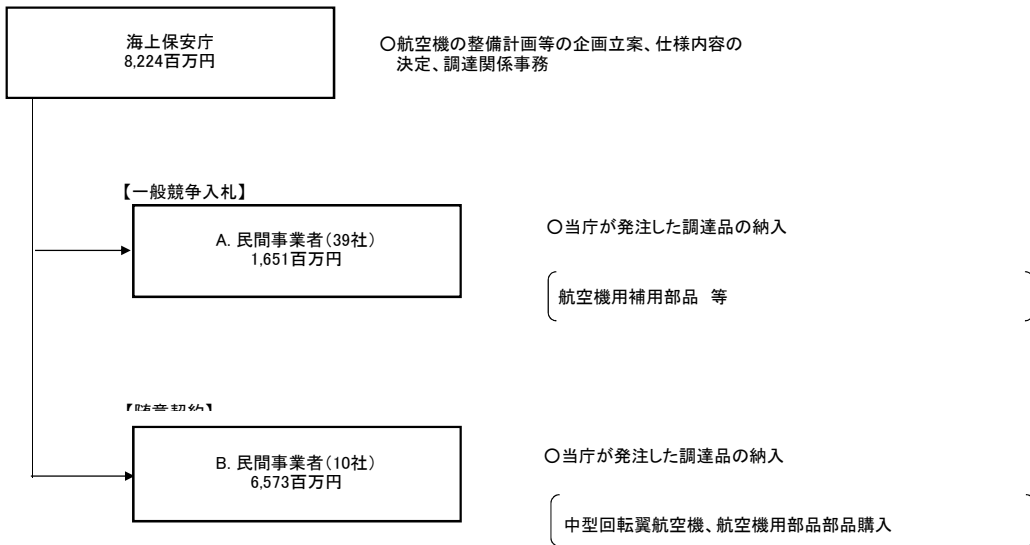 海上保安庁
8,224百万円
○航空機の整備計画等の企画立案、仕様内容の
決定、調達関係事務
【一般競争入札】
A. 民間事業者(39社)
1,651百万円
○当庁が発注した調達品の納入
航空機用補用部品 等
【随意契約】
B. 民間事業者(10社)
6,573百万円
○当庁が発注した調達品の納入
中型回転翼航空機、航空機用部品部品購入